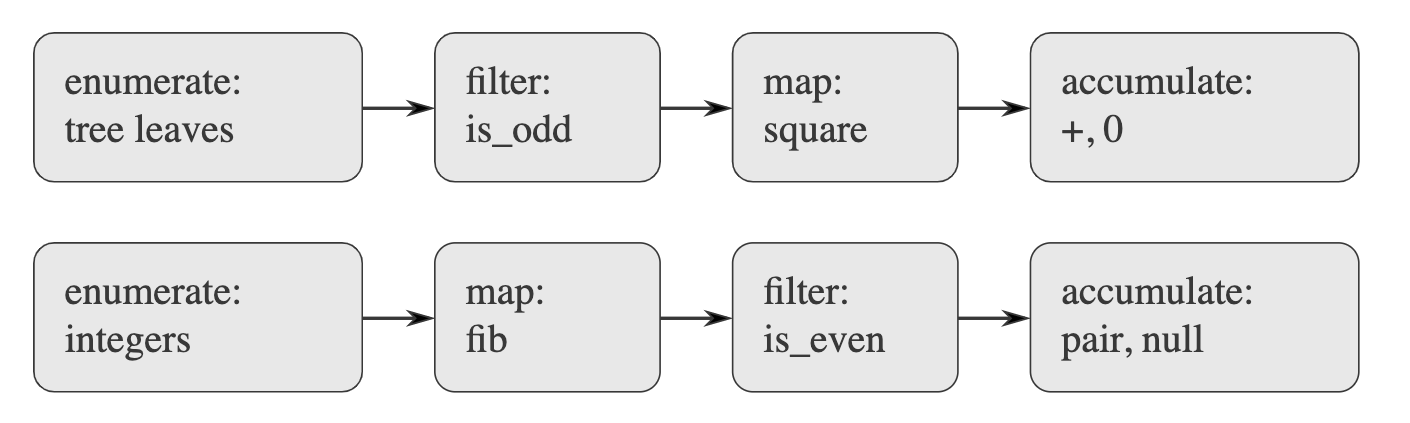 enumerate:
tree leaves
filter:
is_odd
map:
square
accumulate:
+, 0
enumerate:
integers
map:
fib
filter:
is_even
accumulate:
pair, null